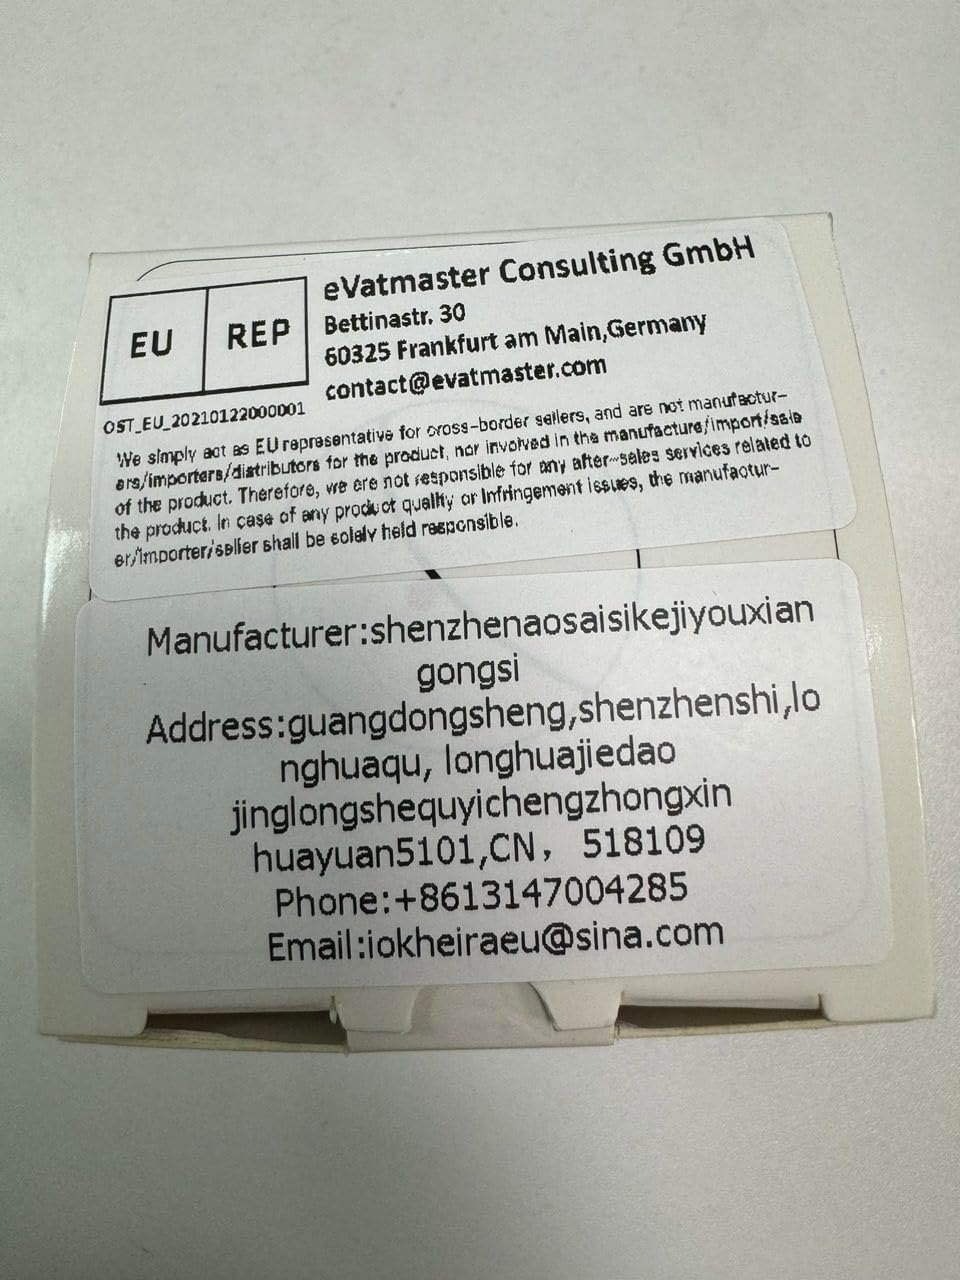 EU REP
eVatmaster Consulting GmbH
Bettinastr. 30
60325 Frankfurt am Main,Germany
contact@evatmaster.com
OST_EU_20210122000001
We simply act as EU representative for cross-border sellers, and are not manufactur-
ers/importers/distributors for the product, nor involved in the manufacture/import/sale
of the product. Therefore, we are not responsible for any after-sales services related to
the product. In case of any product quality or infringement issues, the manufactur-
er/importer/seller shall be solely held responsible.
Manufacturer:shenzhenaosaisikejiyouxian
gongsi
Address:guangdongsheng,shenzhenshi,lo
nghuaqu, longhuajiedao
jinglongshequyichengzhongxin
huayuan5101,CN， 518109
Phone:+8613147004285
Email:iokheiraeu@sina.com